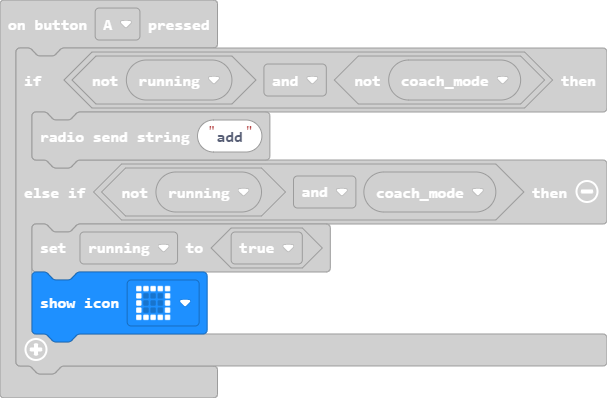 on button A pressed
if not running and not coach_mode then
radio send string "add"
else if not running and coach_mode then
set running to true
show icon